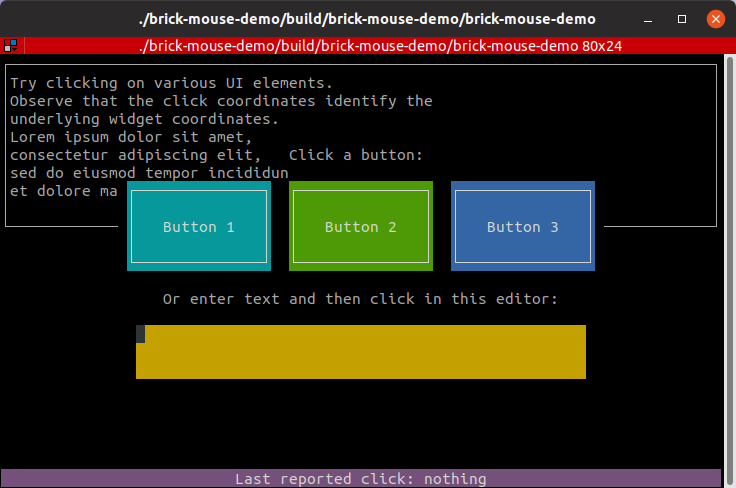 ./brick-mouse-demo/build/brick-mouse-demo/brick-mouse-demo
./brick-mouse-demo/build/brick-mouse-demo/brick-mouse-demo 80x24
Try clicking on various UI elements.
Observe that the click coordinates identify the
underlying widget coordinates.
Lorem ipsum dolor sit amet,
consectetur adipiscing elit, Click a button:
sed do eiusmod tempor incididun
et dolore ma
Button 1 Button 2 Button 3
Or enter text and then click in this editor:
Last reported click: nothing